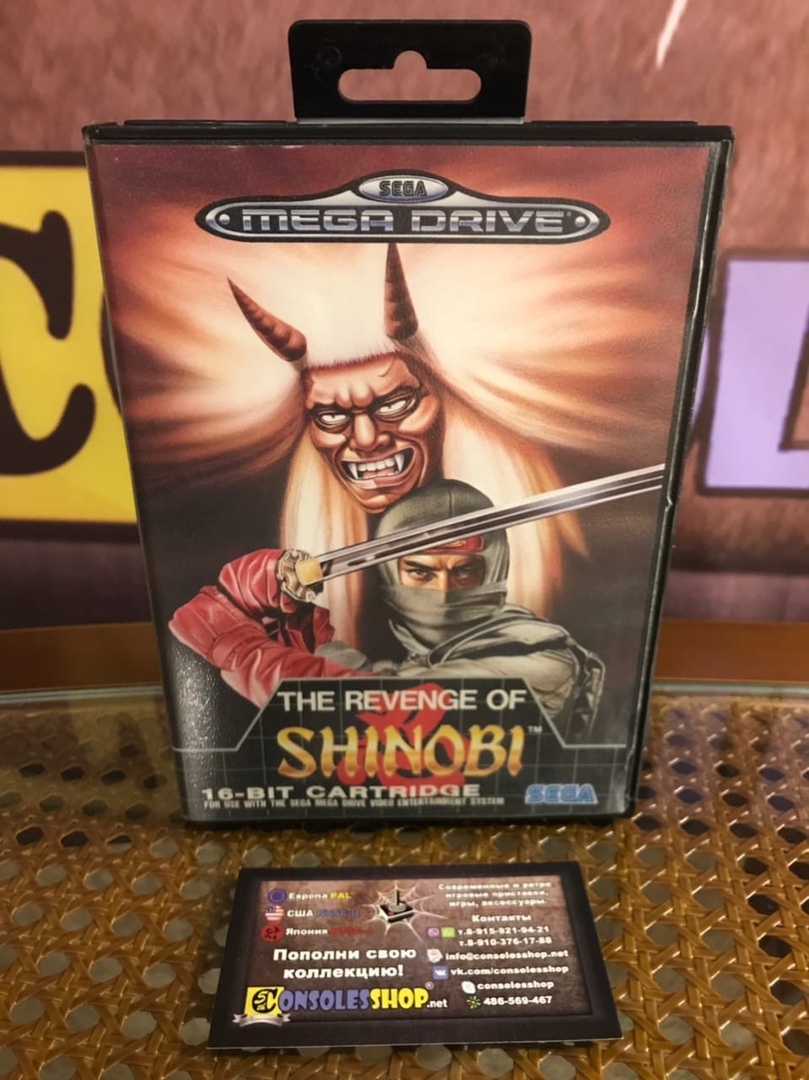 SEGA
MEGA DRIVE
THE REVENGE OF
SHINOBI™
16-BIT CARTRIDGE
FOR USE WITH THE SEGA MEGA DRIVE VIDEO ENTERTAINMENT SYSTEM
SEGA
Европа PAL
США
Япония
Пополни свою
коллекцию!
CONSOLESSHOP.net
Современные и ретро
игровые приставки,
игры, аксессуары.
Контакты
т.8-915-921-94-21
т.8-910-376-17-88
info@consolesshop.net
vk.com/consolesshop
consolesshop
486-569-467